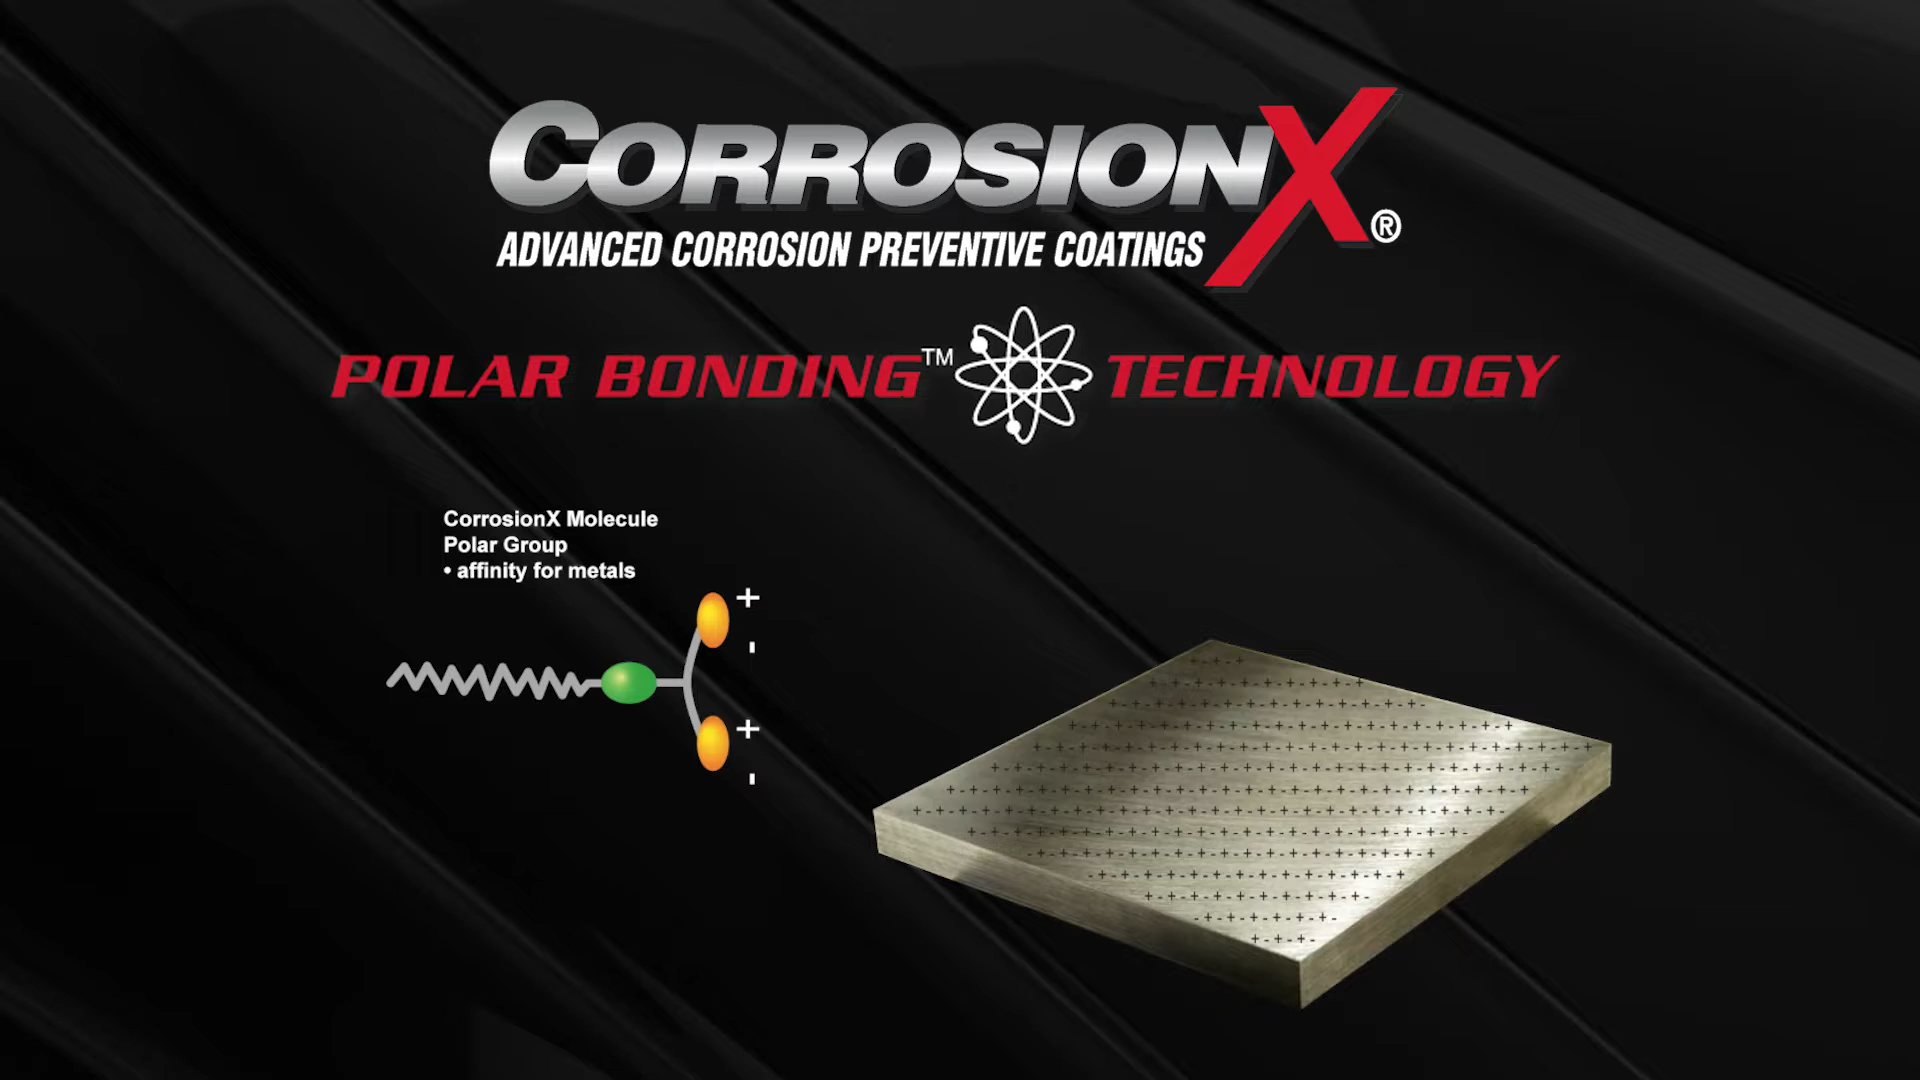 CORROSIONX®
ADVANCED CORROSION PREVENTIVE COATINGS
POLAR BONDING™ TECHNOLOGY
CorrosionX Molecule
Polar Group
• affinity for metals
+
-
+
-